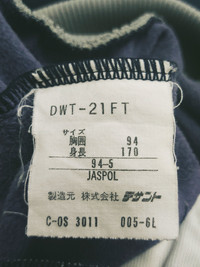 DWT-21FT
サイズ
胸囲 94
身長 170
94-5
JASPOL
製造元 株式会社 デサント
C-OS 3011 005-6L